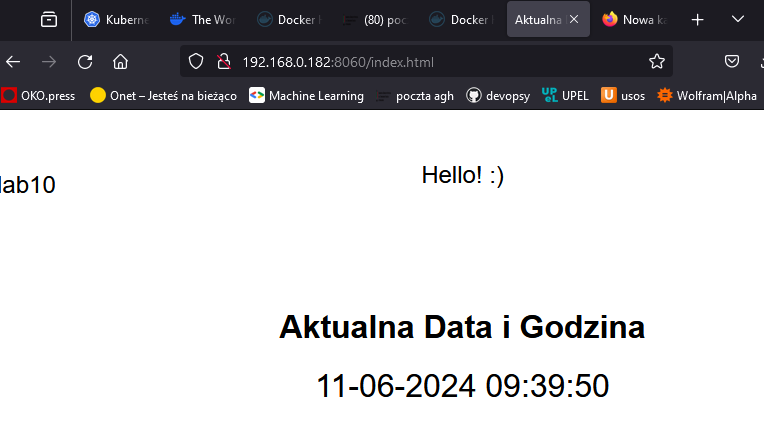 Kuberne
The Wor
Docker
(80) poc
Docker
Aktualna
Nowa ka
192.168.0.182:8060/index.html
OKO.press
Onet – Jesteś na bieżąco
Machine Learning
poczta agh
devopsy
UPEL
usos
Wolfram|Alpha
Hello! :)
lab10
Aktualna Data i Godzina
11-06-2024 09:39:50